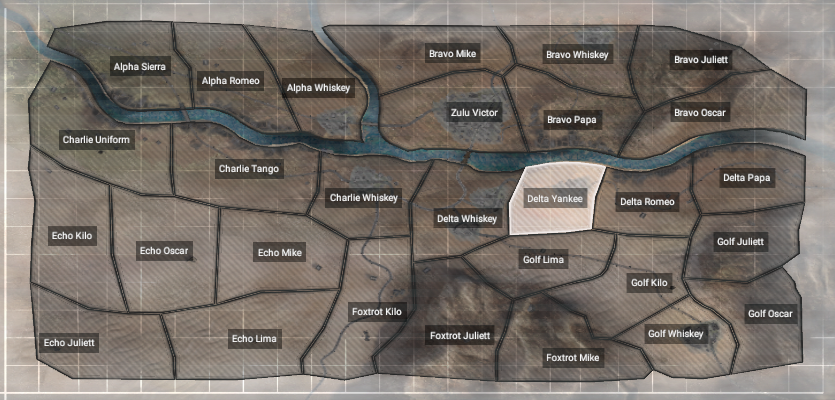 Bravo Mike
Bravo Whiskey
Bravo Juliett
Alpha Sierra
Alpha Romeo
Alpha Whiskey
Zulu Victor
Bravo Papa
Bravo Oscar
Charlie Uniform
Charlie Tango
Charlie Whiskey
Delta Whiskey
Delta Yankee
Delta Romeo
Delta Papa
Echo Kilo
Echo Oscar
Echo Mike
Golf Lima
Golf Kilo
Golf Juliett
Foxtrot Kilo
Golf Oscar
Echo Juliett
Echo Lima
Foxtrot Juliett
Foxtrot Mike
Golf Whiskey